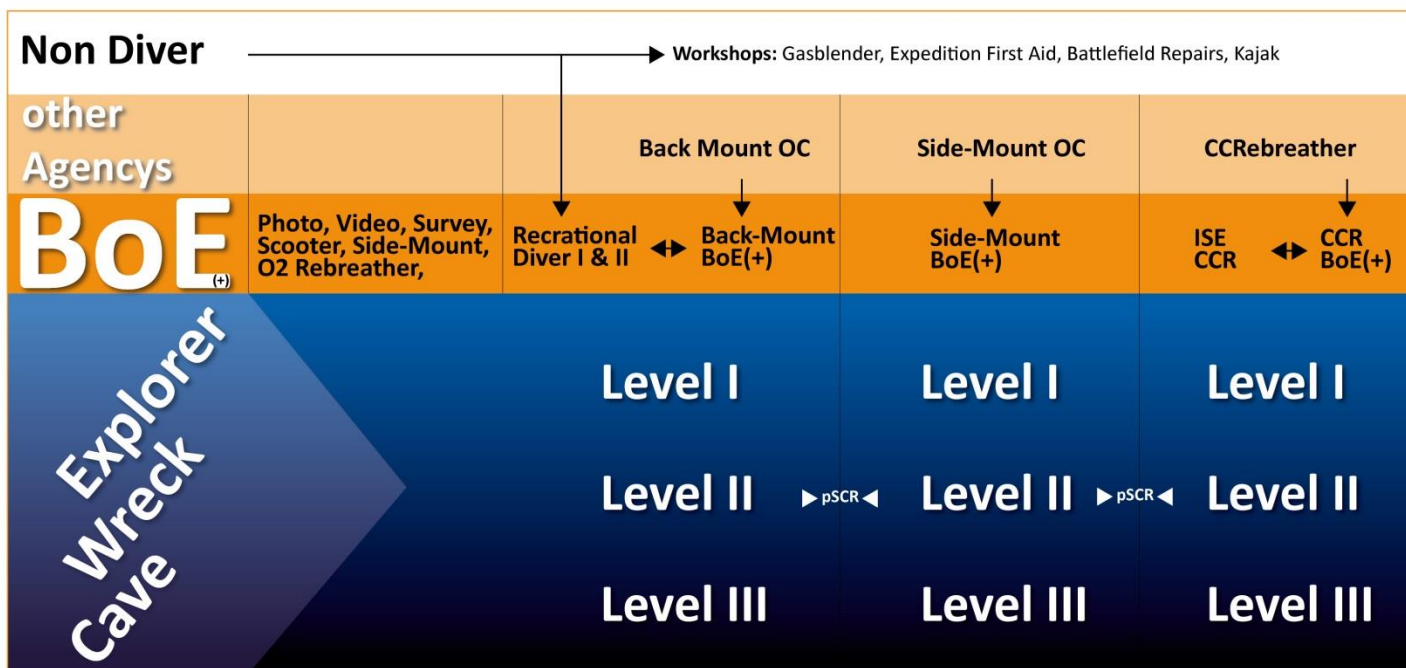 Non Diver
Workshops: Gasblender, Expedition First Aid, Battlefield Repairs, Kajak
other
Agencys
Back Mount OC
Side-Mount OC
CCRebreather
BoE
(+)
Photo, Video, Survey,
Scooter, Side-Mount,
O2 Rebreather,
Recrational
Diver I & II
Back-Mount
BoE(+)
Side-Mount
BoE(+)
ISE
CCR
CCR
BoE(+)
Explorer
Wreck
Cave
Level I
Level I
Level I
Level II
pSCR
Level II
pSCR
Level II
Level III
Level III
Level III